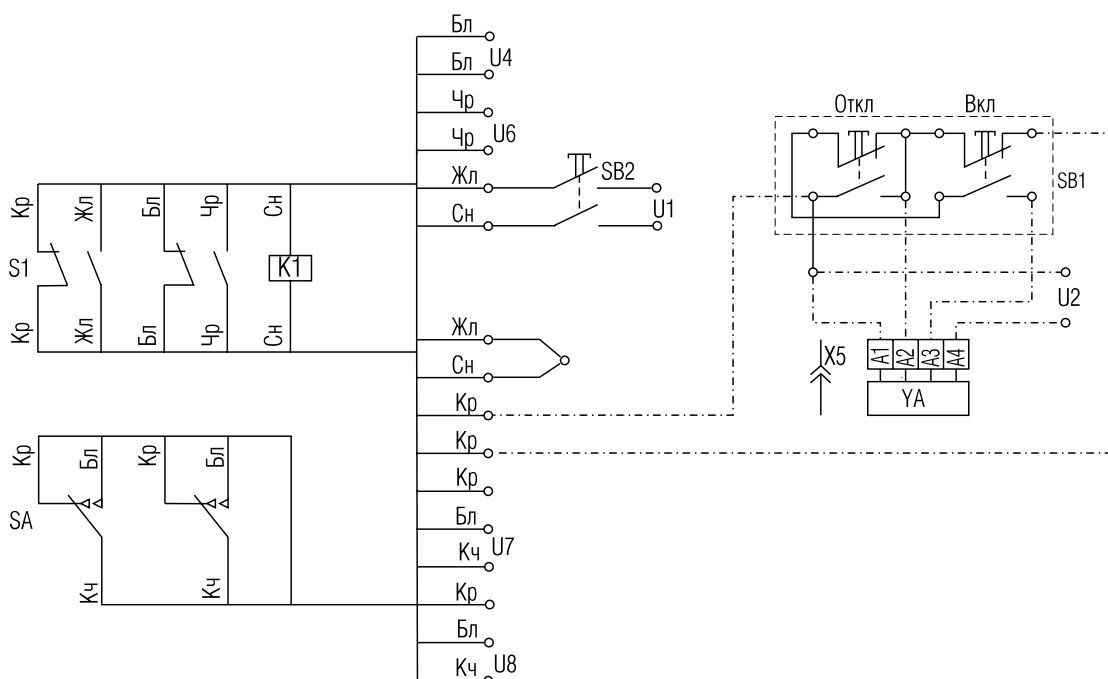 Бл
U4
Бл
Чр
U6
Чр
Жл
SB2
Сн
U1
Откл
Вкл
SB1
Кр
Жл
Бл
Чр
Сн
S1
K1
Кр
Жл
Бл
Чр
Сн
U2
Жл
Сн
X5
A1
A2
A3
A4
YA
Кр
Кр
Кр
Бл
Кр
Бл
SA
Кр
Бл
U7
Кч
Кч
Кч
Кр
Бл
U8
Кч